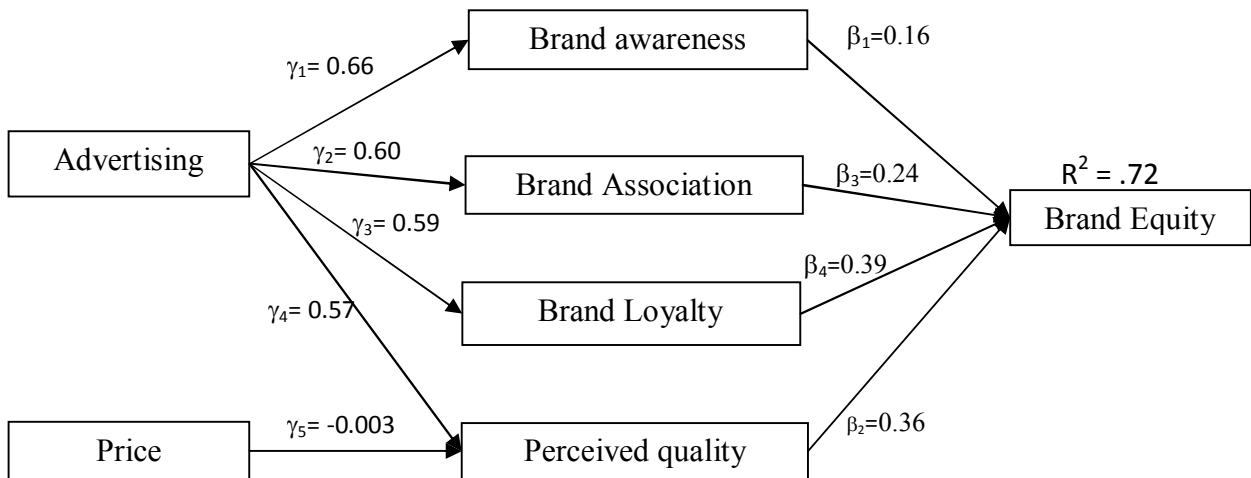 Brand awareness
β₁=0.16
γ₁= 0.66
Advertising
γ₂= 0.60
Brand Association
β₃=0.24
R² = .72
Brand Equity
γ₃= 0.59
β₄=0.39
γ₄= 0.57
Brand Loyalty
Price
γ₅= -0.003
Perceived quality
β₂=0.36